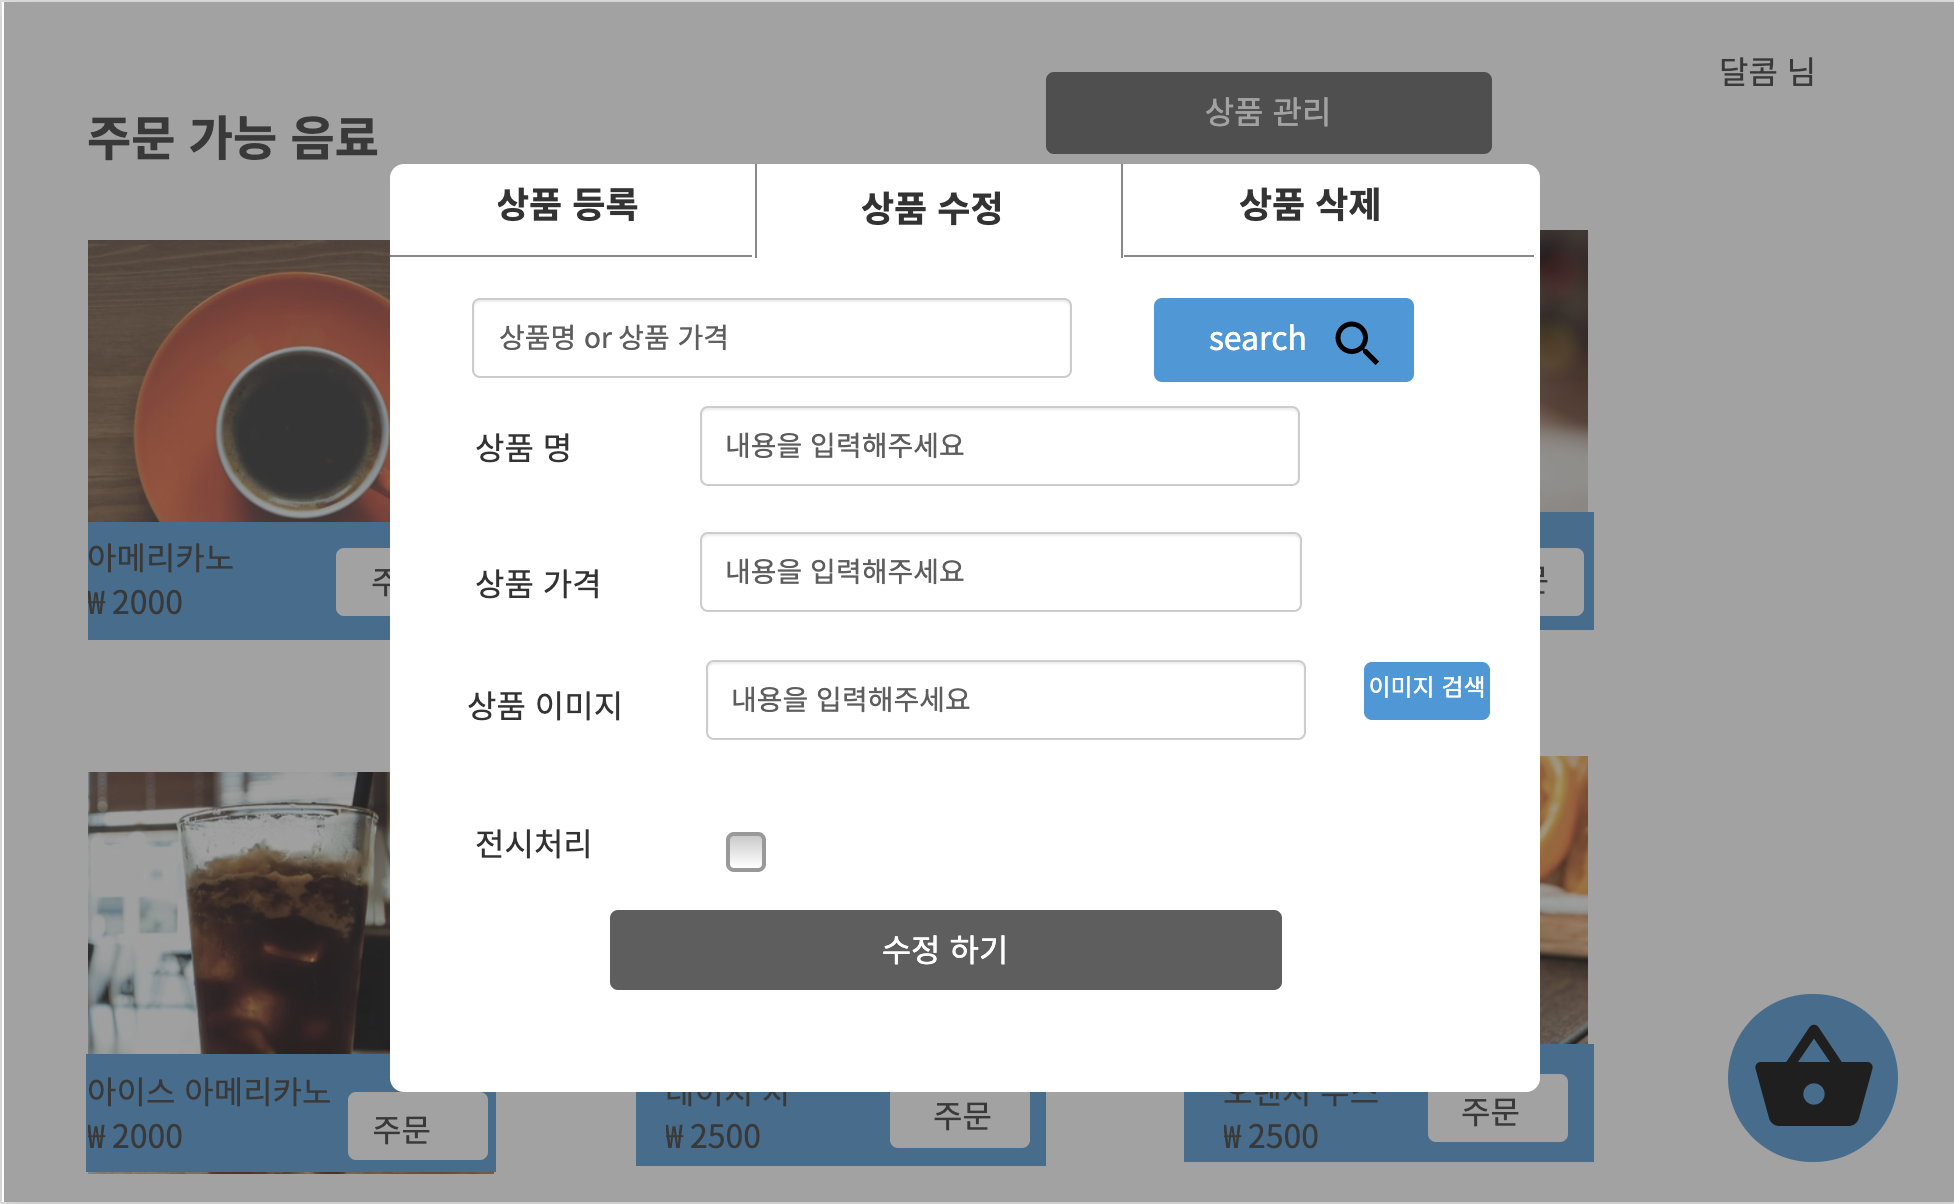 달콤 님
상품 관리
주문 가능 음료
상품 등록
상품 수정
상품 삭제
상품명 or 상품 가격
search
상품 명
내용을 입력해주세요
상품 가격
내용을 입력해주세요
상품 이미지
내용을 입력해주세요
이미지 검색
전시처리
수정 하기
아메리카노
₩ 2000
아이스 아메리카노
₩ 2000
주문
₩ 2500
주문
₩ 2500
주문